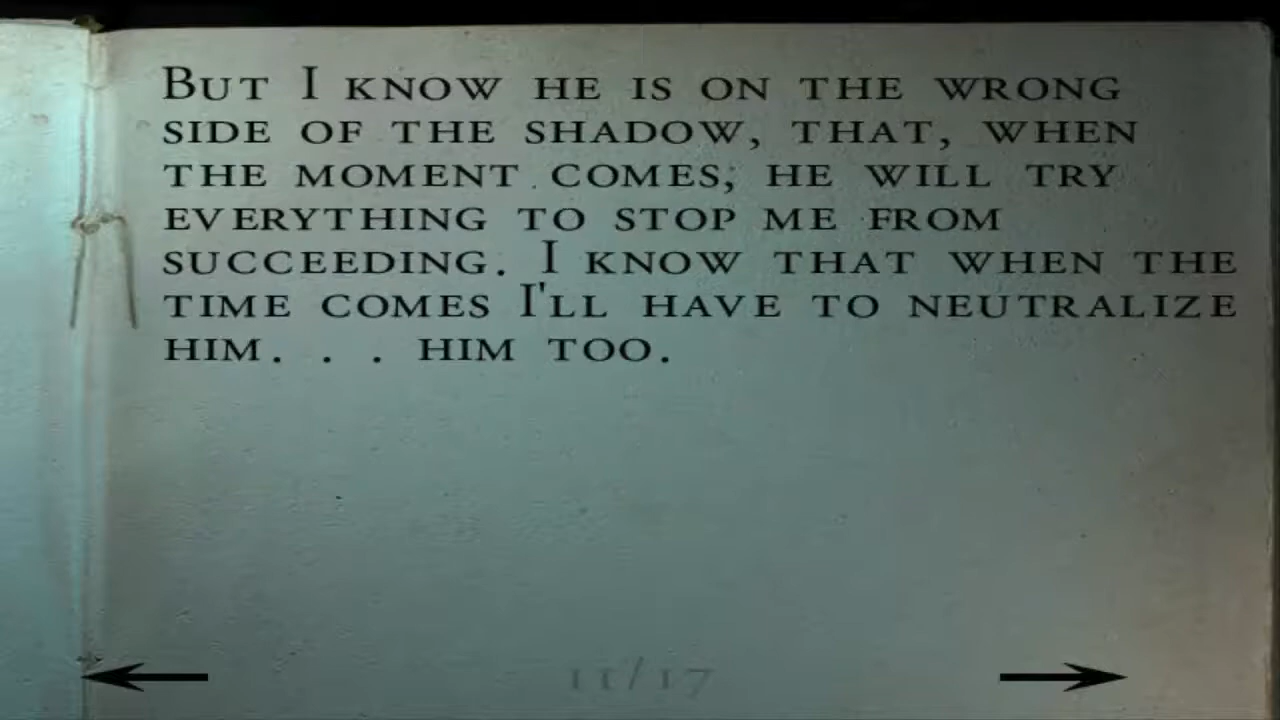 But I know he is on the wrong
side of the shadow, that, when
the moment comes, he will try
everything to stop me from
succeeding. I know that when the
time comes I'll have to neutralize
him. . . him too.
11/17